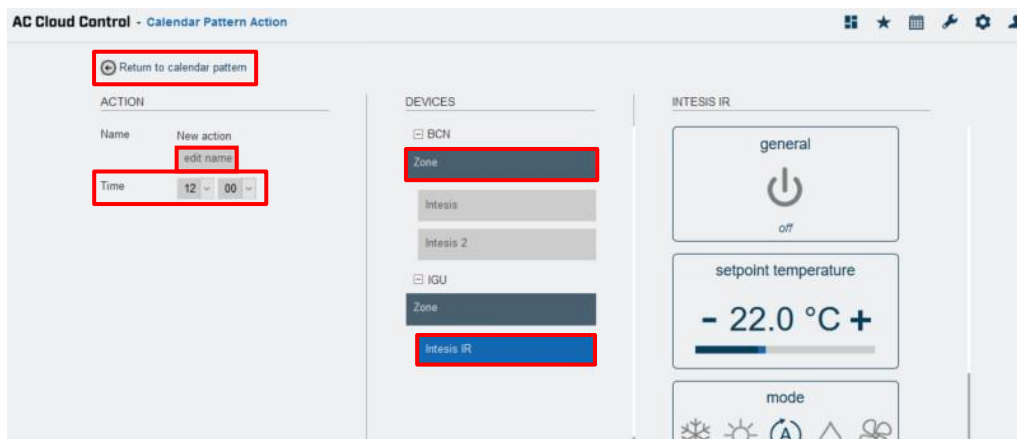 AC Cloud Control - Calendar Pattern Action
Return to calendar pattern
ACTION
Name New action
edit name
Time 12 00
DEVICES
BCN
Zone
Intesis
Intesis 2
IGU
Zone
Intesis IR
INTESIS IR
general
off
setpoint temperature
- 22.0 °C +
mode
A